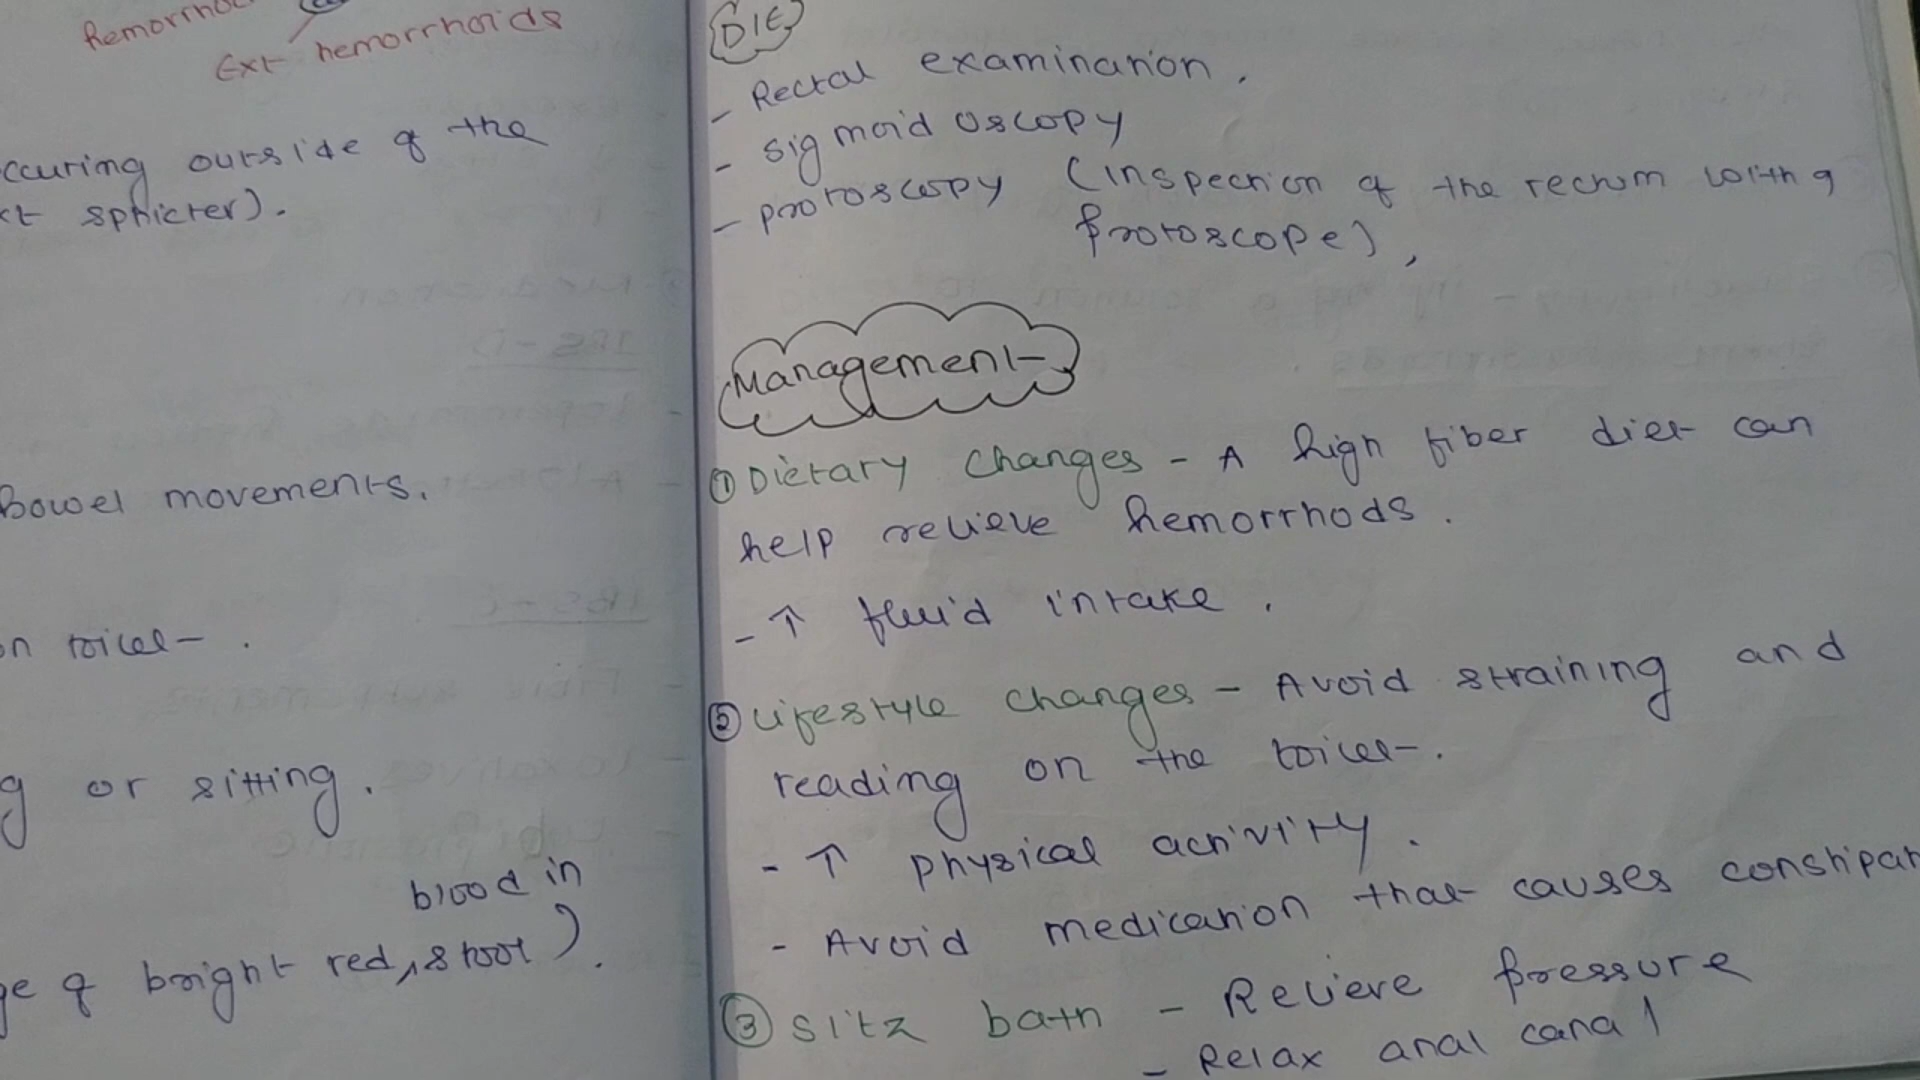 Ext hemorrhoids
ccuring outside of the
sphicter).
Bowel movements.
on toilet.
g or sitting.
blood in
ge of bright red, stool).
DIE
- Rectal examination.
- sigmoidoscopy
- protoscopy (inspection of the rectum with a
protoscope),
Management
① Dietary changes - A high fiber diet can
help relieve hemorrhods.
- ↑ fluid intake.
② Lifestyle changes - Avoid straining and
reading on the toilet.
- ↑ physical activity.
- Avoid medication that causes constipat
③ Sitz bath - Relieve pressure
- Relax anal canal